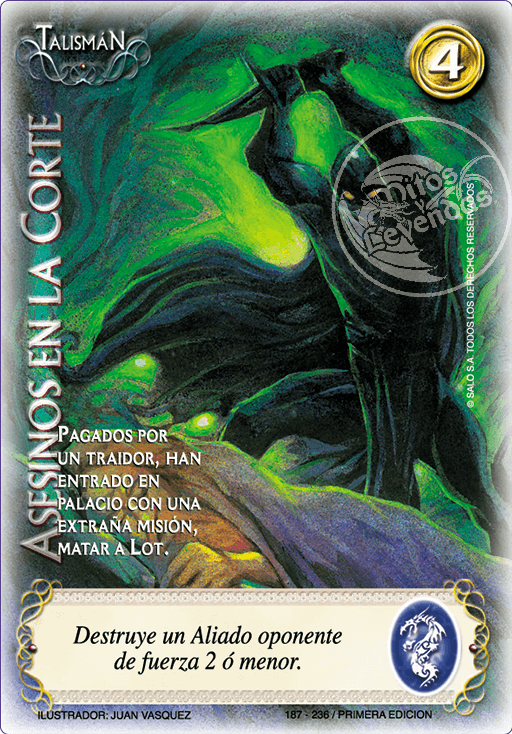 TALISMÁN
4
ASESINOS EN LA CORTE
Mitos
y
Leyendas
© SALO S.A. TODOS LOS DERECHOS RESERVADOS
PAGADOS POR
UN TRAIDOR, HAN
ENTRADO EN
PALACIO CON UNA
EXTRAÑA MISIÓN,
MATAR A LOT.
Destruye un Aliado oponente
de fuerza 2 ó menor.
ILUSTRADOR: JUAN VASQUEZ
187 - 236 / PRIMERA EDICION